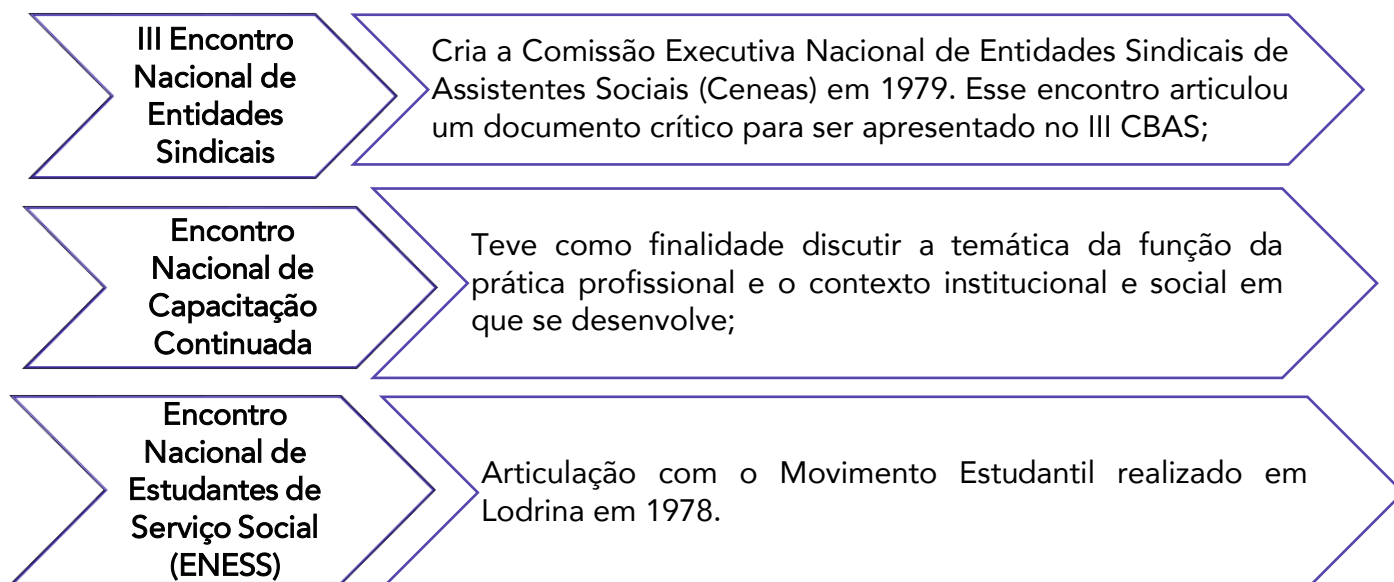 III Encontro
Nacional de
Entidades
Sindicais
Cria a Comissão Executiva Nacional de Entidades Sindicais de
Assistentes Sociais (Ceneas) em 1979. Esse encontro articulou
um documento crítico para ser apresentado no III CBAS;
Encontro
Nacional de
Capacitação
Continuada
Teve como finalidade discutir a temática da função da
prática profissional e o contexto institucional e social em
que se desenvolve;
Encontro
Nacional de
Estudantes de
Serviço Social
(ENESS)
Articulação com o Movimento Estudantil realizado em
Lodrina em 1978.